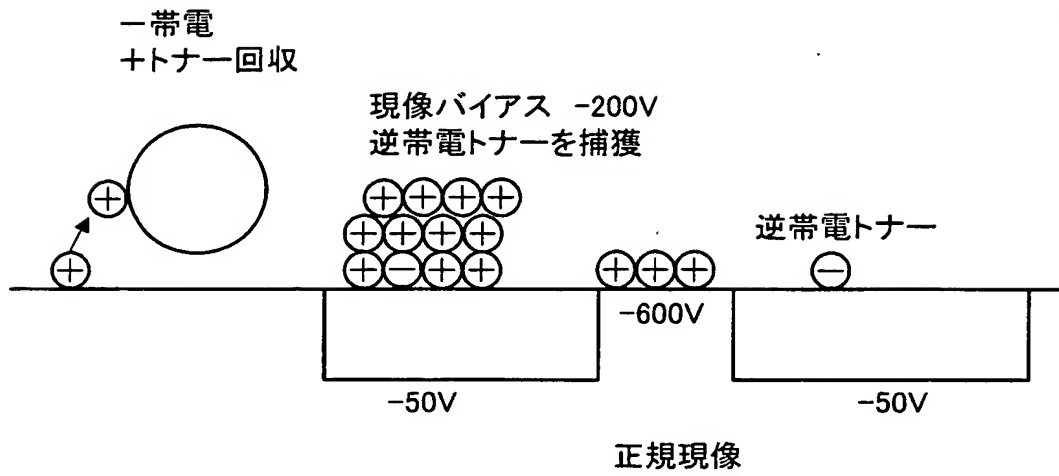 －帯電
＋トナー回収
現像バイアス -200V
逆帯電トナーを捕獲
逆帯電トナー
-600V
-50V
-50V
正規現像